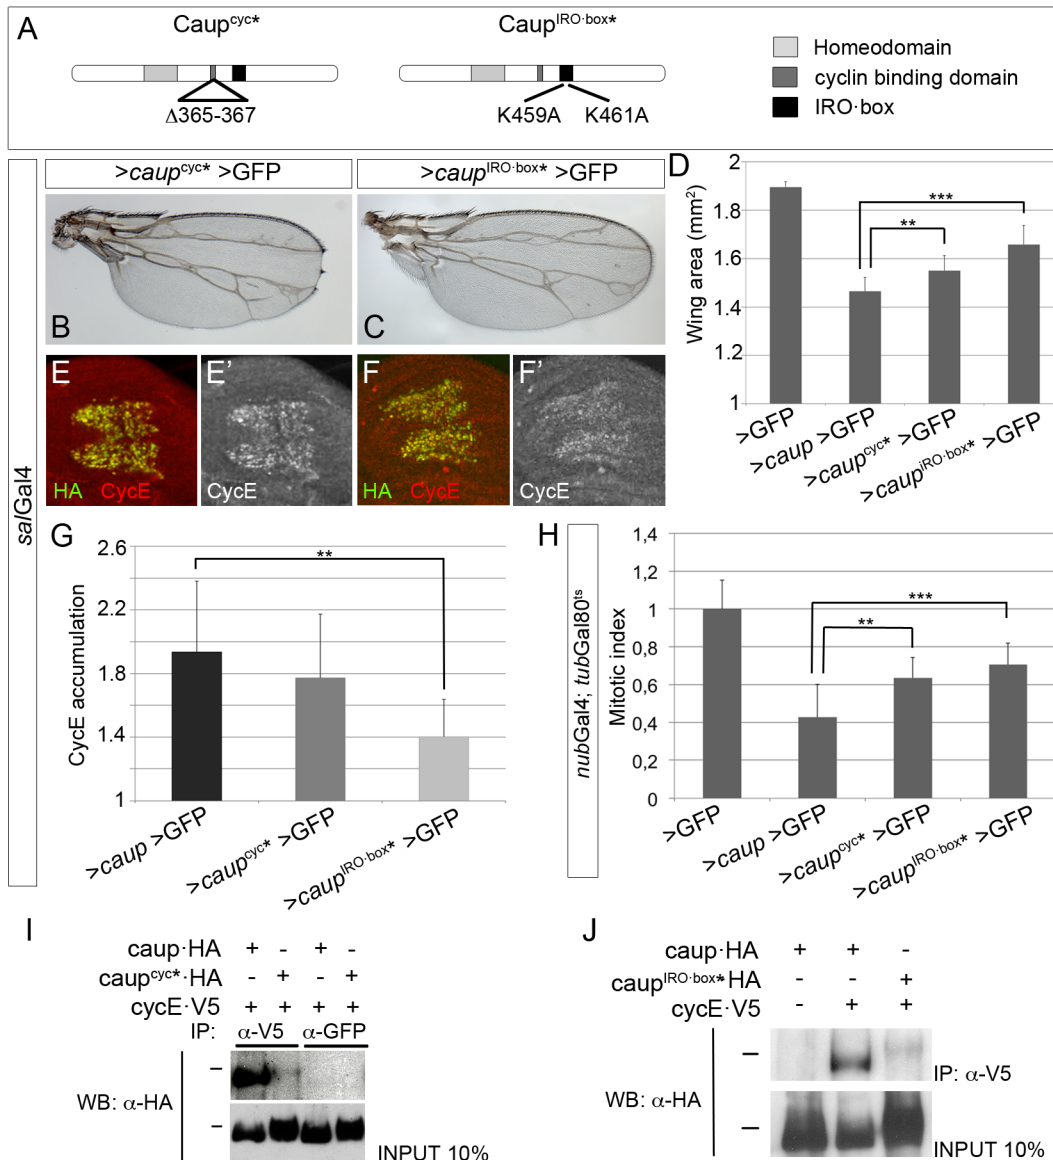 A
Caup^cyc*
Caup^IRO·box*
Δ365-367
K459A
K461A
Homeodomain
cyclin binding domain
IRO·box
salGal4
>caup^cyc* >GFP
>caup^IRO·box* >GFP
B
C
D
Wing area (mm²)
2
1.8
1.6
1.4
1.2
1
**
***
>GFP
>caup >GFP
>caup^cyc* >GFP
>caup^IRO·box* >GFP
E
HA CycE
E'
CycE
F
HA CycE
F'
CycE
G
CycE accumulation
2.6
2.2
1.8
1.4
1
**
>caup >GFP
>caup^cyc* >GFP
>caup^IRO·box* >GFP
H
nubGal4; tubGal80^ts
Mitotic index
1,4
1,2
1
0,8
0,6
0,4
0,2
0
**
***
>GFP
>caup >GFP
>caup^cyc* >GFP
>caup^IRO·box* >GFP
I
caup·HA + - + -
caup^cyc*·HA - + - +
cycE·V5 + + + +
IP: α-V5 α-GFP
WB: α-HA
INPUT 10%
J
caup·HA + + -
caup^IRO·box*·HA - - +
cycE·V5 - + +
IP: α-V5
WB: α-HA
INPUT 10%